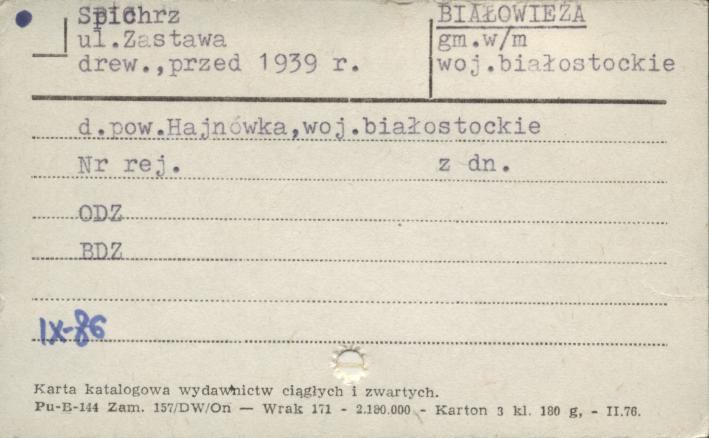 Spichrz
ul.Zastawa
drew.,przed 1939 r.
BIAŁOWIEŻA
gm.w/m
woj.białostockie
d.pow.Hajnówka,woj.białostockie
Nr rej. z dn.
ODZ
BDZ
IX-86
Karta katalogowa wydawnictw ciągłych i zwartych.
Pu-E-144 Zam. 157/DW/On — Wrak 171 - 2.180.000 - Karton 3 kl. 180 g, - II.76.